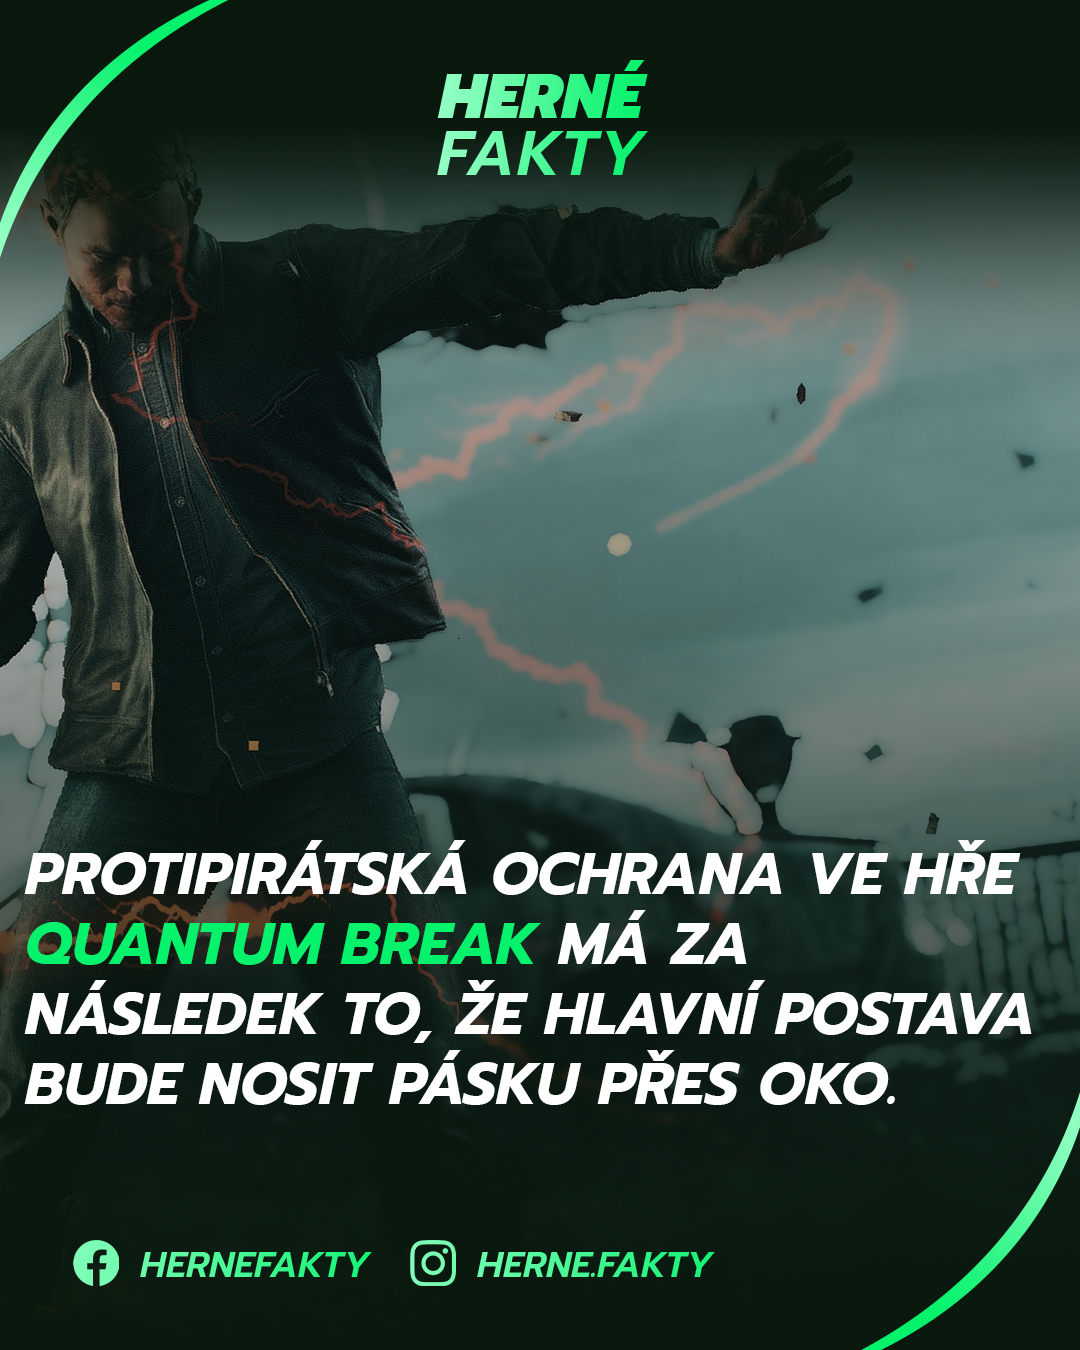 HERNÉ
FAKTY
PROTIPIRÁTSKÁ OCHRANA VE HŘE
QUANTUM BREAK MÁ ZA
NÁSLEDEK TO, ŽE HLAVNÍ POSTAVA
BUDE NOSIT PÁSKU PŘES OKO.
HERNEFAKTY HERNE.FAKTY